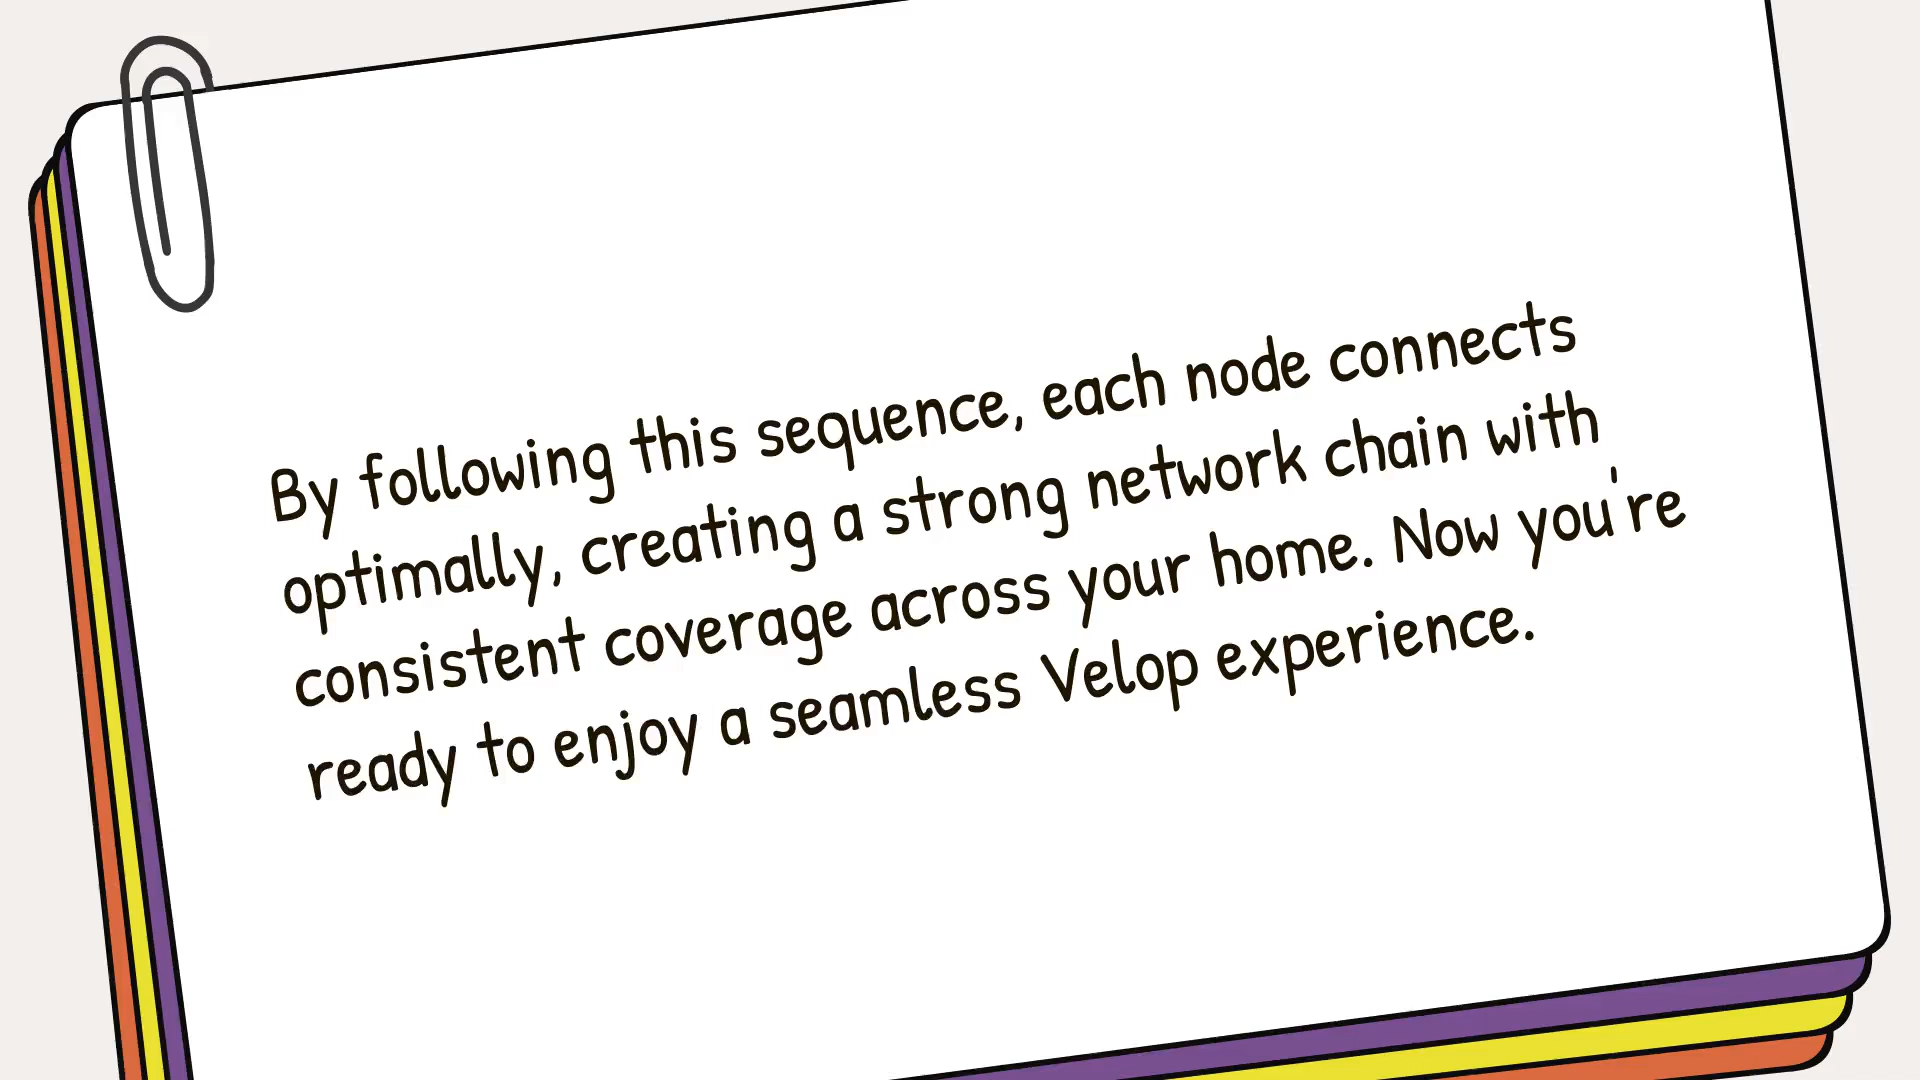 By following this sequence, each node connects
optimally, creating a strong network chain with
consistent coverage across your home. Now you're
ready to enjoy a seamless Velop experience.